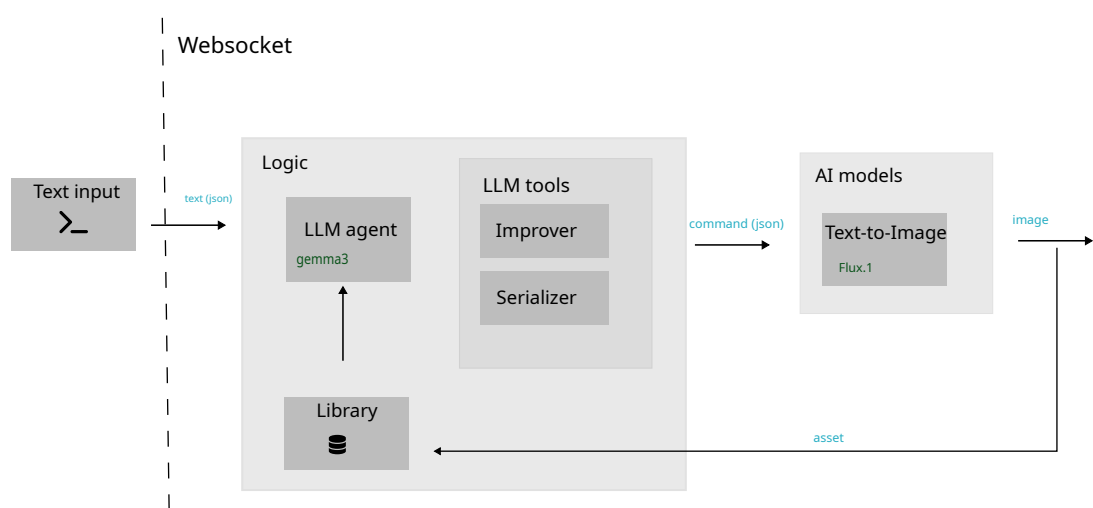 Websocket
Text input
text (json)
Logic
LLM agent
gemma3
LLM tools
Improver
Serializer
Library
command (json)
AI models
Text-to-Image
Flux.1
image
asset